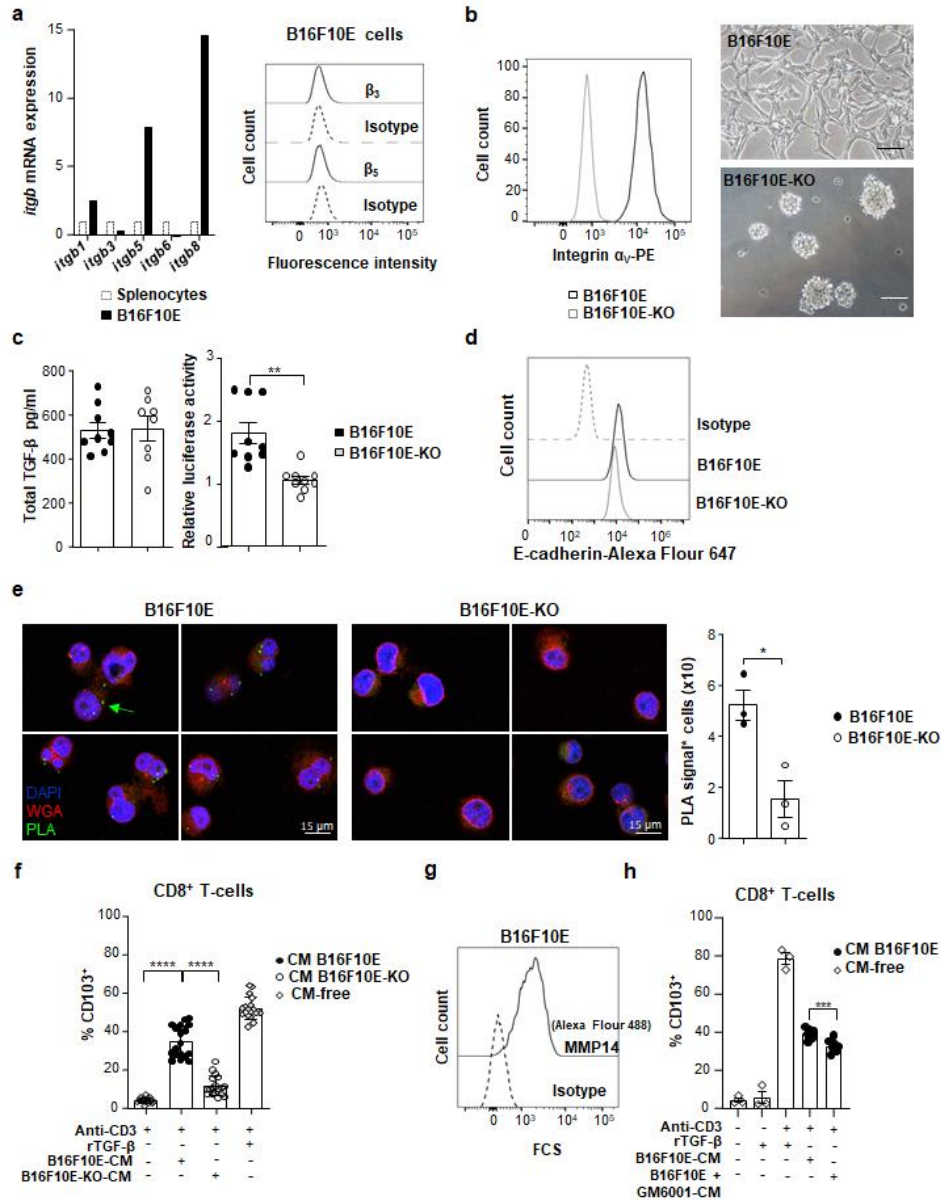 a
15
10
5
0
itgb mRNA expression
itgb1
itgb3
itgb5
itgb6
itgb8
Splenocytes
B16F10E
B16F10E cells
β3
Isotype
β5
Isotype
Cell count
0 10³ 10⁴ 10⁵
Fluorescence intensity
b
100
80
60
40
20
0
Cell count
0 10³ 10⁴ 10⁵
Integrin αV-PE
B16F10E
B16F10E-KO
B16F10E
B16F10E-KO
c
800
600
400
200
0
Total TGF-β pg/ml
3
2
1
0
Relative luciferase activity
**
B16F10E
B16F10E-KO
d
Cell count
Isotype
B16F10E
B16F10E-KO
0 10² 10⁴ 10⁶
E-cadherin-Alexa Flour 647
e
B16F10E
B16F10E-KO
DAPI
WGA
PLA
15 μm
15 μm
10
8
6
4
2
0
PLA signal* cells (x10)
*
B16F10E
B16F10E-KO
f
CD8+ T-cells
100
80
60
40
20
0
% CD103+
**** ****
CM B16F10E
CM B16F10E-KO
CM-free
Anti-CD3 + + + +
rTGF-β - - - +
B16F10E-CM - + - -
B16F10E-KO-CM - - + -
g
B16F10E
Cell count
(Alexa Flour 488)
MMP14
Isotype
0 10³ 10⁴ 10⁵
FCS
h
CD8+ T-cells
100
80
60
40
20
0
% CD103+
***
CM B16F10E
CM-free
Anti-CD3 - - + + +
rTGF-β - + + - -
B16F10E-CM - - - + -
B16F10E +
GM6001-CM - - - - +